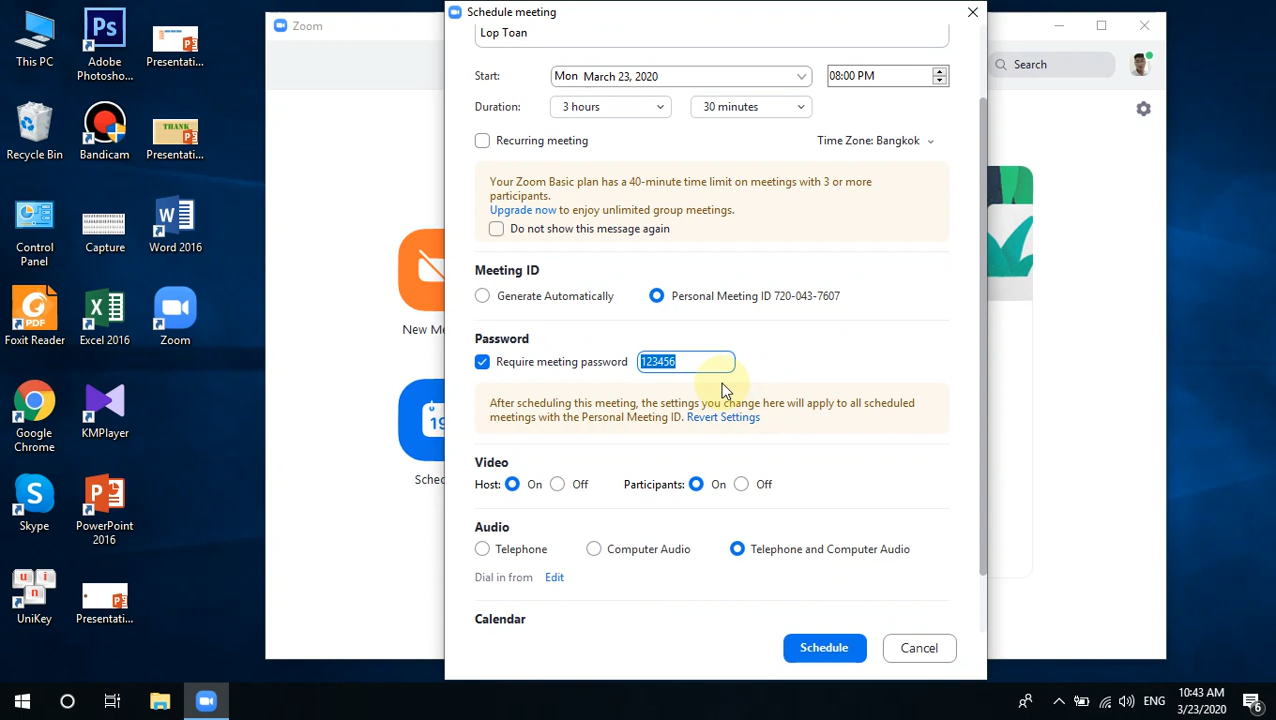 This PC
Adobe
Photosho...
Presentati...
Recycle Bin
Bandicam
THANK
Presentati...
Control
Panel
Capture
Word 2016
PDF
Foxit Reader
Excel 2016
Zoom
Google
Chrome
KMPlayer
Skype
PowerPoint
2016
UniKey
Presentati...
Zoom
Search
New Me
19
Sched
Schedule meeting
Lop Toan
Start:
Mon March 23, 2020
08:00 PM
Duration:
3 hours
30 minutes
Recurring meeting
Time Zone: Bangkok
Your Zoom Basic plan has a 40-minute time limit on meetings with 3 or more
participants.
Upgrade now to enjoy unlimited group meetings.
Do not show this message again
Meeting ID
Generate Automatically
Personal Meeting ID 720-043-7607
Password
Require meeting password
123456
After scheduling this meeting, the settings you change here will apply to all scheduled
meetings with the Personal Meeting ID. Revert Settings
Video
Host: On Off
Participants: On Off
Audio
Telephone
Computer Audio
Telephone and Computer Audio
Dial in from Edit
Calendar
Schedule
Cancel
ENG
10:43 AM
3/23/2020
6